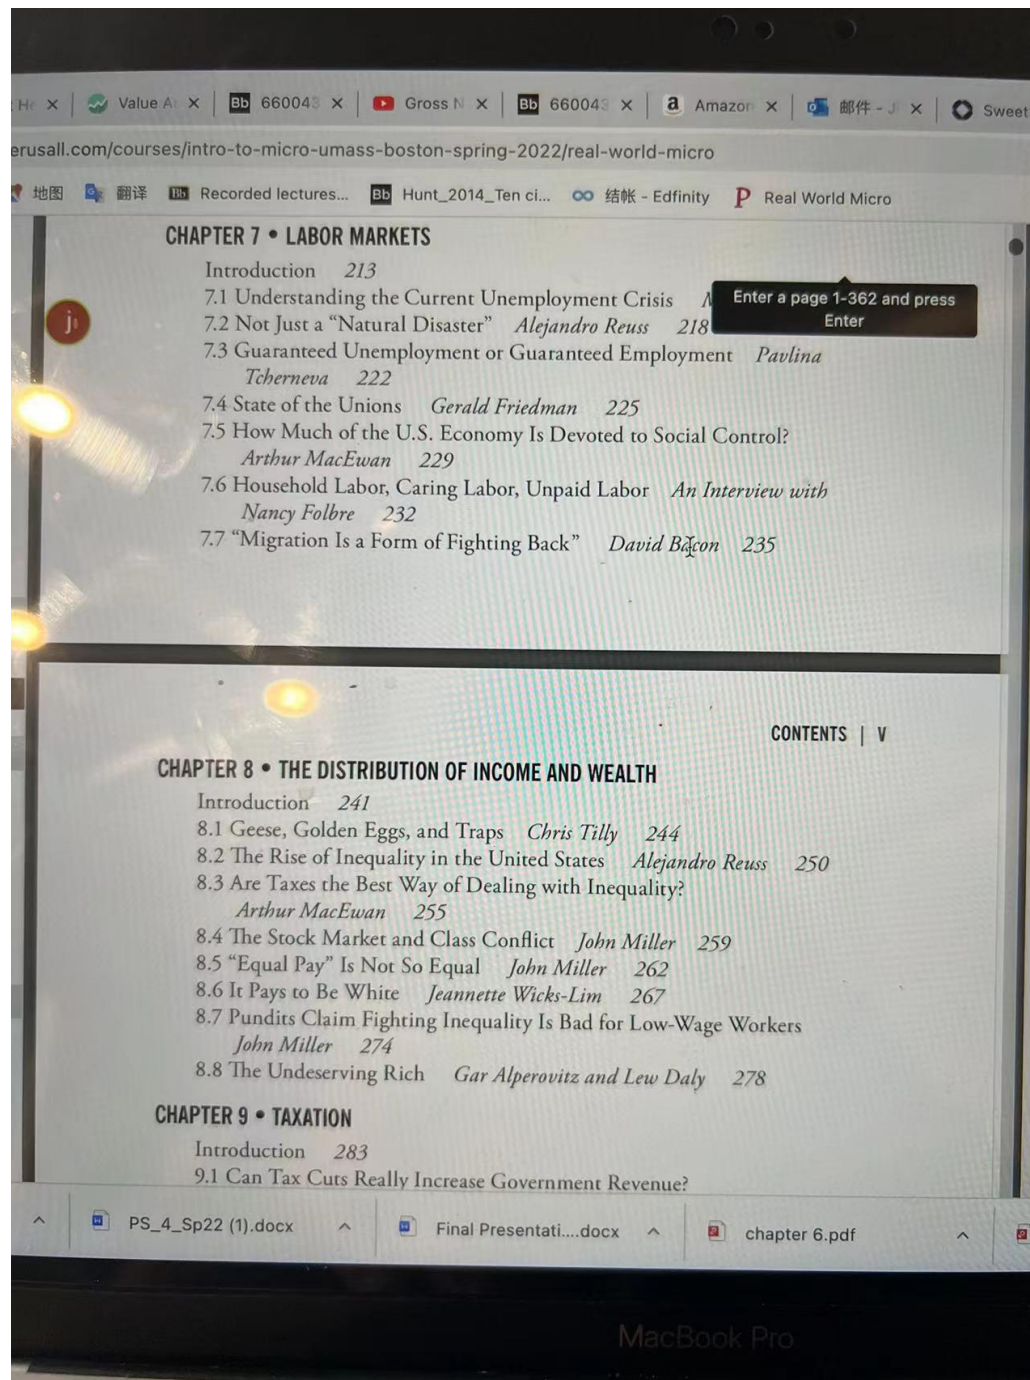 Value A
66004
Gross N
66004
Amazon
邮件 -
Sweet
erusall.com/courses/intro-to-micro-umass-boston-spring-2022/real-world-micro
地图
翻译
Bb
Recorded lectures...
Bb
Hunt_2014_Ten ci...
结帐 - Edfinity
Real World Micro
CHAPTER 7 • LABOR MARKETS
Introduction 213
7.1 Understanding the Current Unemployment Crisis
Enter a page 1-362 and press
Enter
7.2 Not Just a “Natural Disaster” Alejandro Reuss 218
7.3 Guaranteed Unemployment or Guaranteed Employment Pavlina
Tcherneva 222
7.4 State of the Unions Gerald Friedman 225
7.5 How Much of the U.S. Economy Is Devoted to Social Control?
Arthur MacEwan 229
7.6 Household Labor, Caring Labor, Unpaid Labor An Interview with
Nancy Folbre 232
7.7 “Migration Is a Form of Fighting Back” David Bacon 235
CONTENTS | V
CHAPTER 8 • THE DISTRIBUTION OF INCOME AND WEALTH
Introduction 241
8.1 Geese, Golden Eggs, and Traps Chris Tilly 244
8.2 The Rise of Inequality in the United States Alejandro Reuss 250
8.3 Are Taxes the Best Way of Dealing with Inequality?
Arthur MacEwan 255
8.4 The Stock Market and Class Conflict John Miller 259
8.5 “Equal Pay” Is Not So Equal John Miller 262
8.6 It Pays to Be White Jeannette Wicks-Lim 267
8.7 Pundits Claim Fighting Inequality Is Bad for Low-Wage Workers
John Miller 274
8.8 The Undeserving Rich Gar Alperovitz and Lew Daly 278
CHAPTER 9 • TAXATION
Introduction 283
9.1 Can Tax Cuts Really Increase Government Revenue?
PS_4_Sp22 (1).docx
Final Presentati....docx
chapter 6.pdf
MacBook Pro